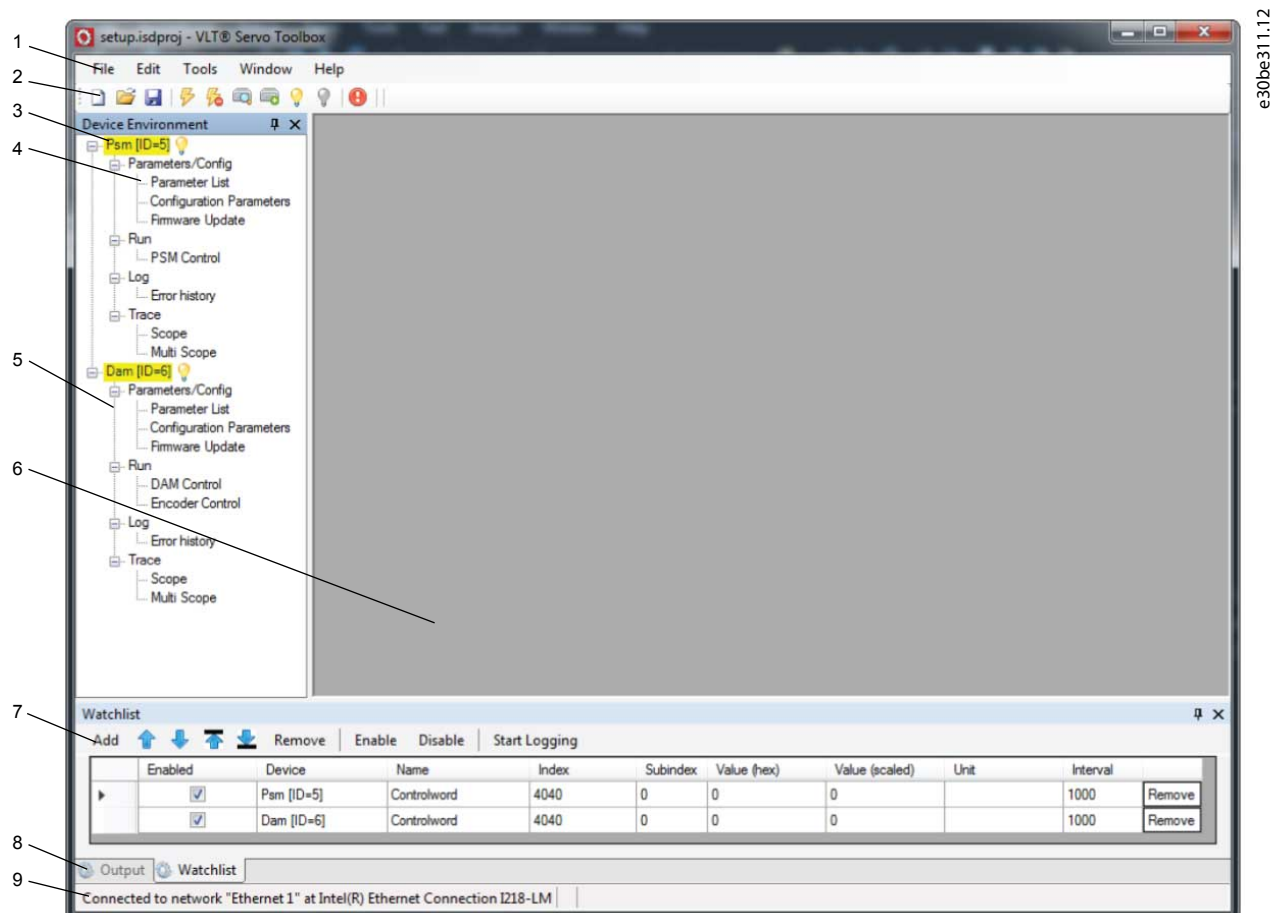 e30be311.12
setup.isdproj - VLT® Servo Toolbox
1
File Edit Tools Window Help
2
3
Device Environment
Psm [ID=5]
4
Parameters/Config
Parameter List
Configuration Parameters
Firmware Update
Run
PSM Control
Log
Error history
Trace
Scope
Multi Scope
5
Dam [ID=6]
Parameters/Config
Parameter List
Configuration Parameters
Firmware Update
6
Run
DAM Control
Encoder Control
Log
Error history
Trace
Scope
Multi Scope
7
Watchlist
Add Remove Enable Disable Start Logging
Enabled Device Name Index Subindex Value (hex) Value (scaled) Unit Interval
Psm [ID=5] Controlword 4040 0 0 0 1000 Remove
Dam [ID=6] Controlword 4040 0 0 0 1000 Remove
8
Output Watchlist
9
Connected to network "Ethernet 1" at Intel(R) Ethernet Connection I218-LM